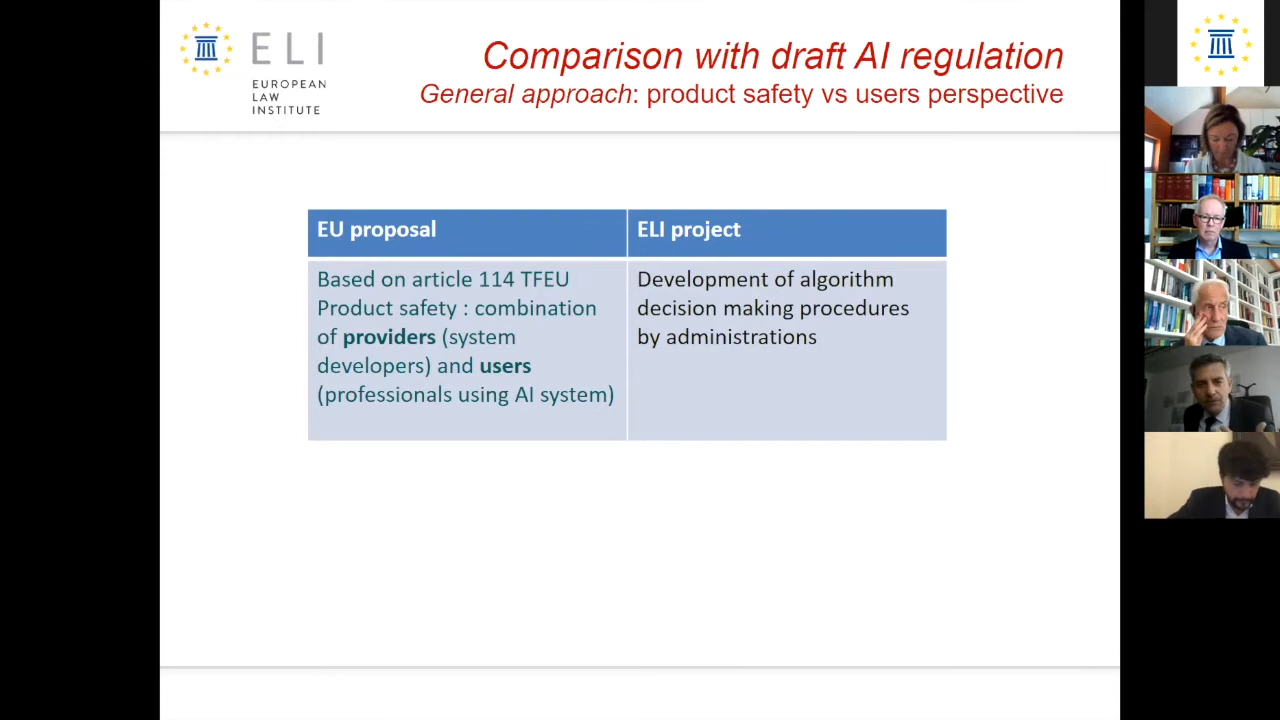 ELI
EUROPEAN
LAW
INSTITUTE
Comparison with draft AI regulation
General approach: product safety vs users perspective
EU proposal
Based on article 114 TFEU
Product safety : combination
of providers (system
developers) and users
(professionals using AI system)
ELI project
Development of algorithm
decision making procedures
by administrations